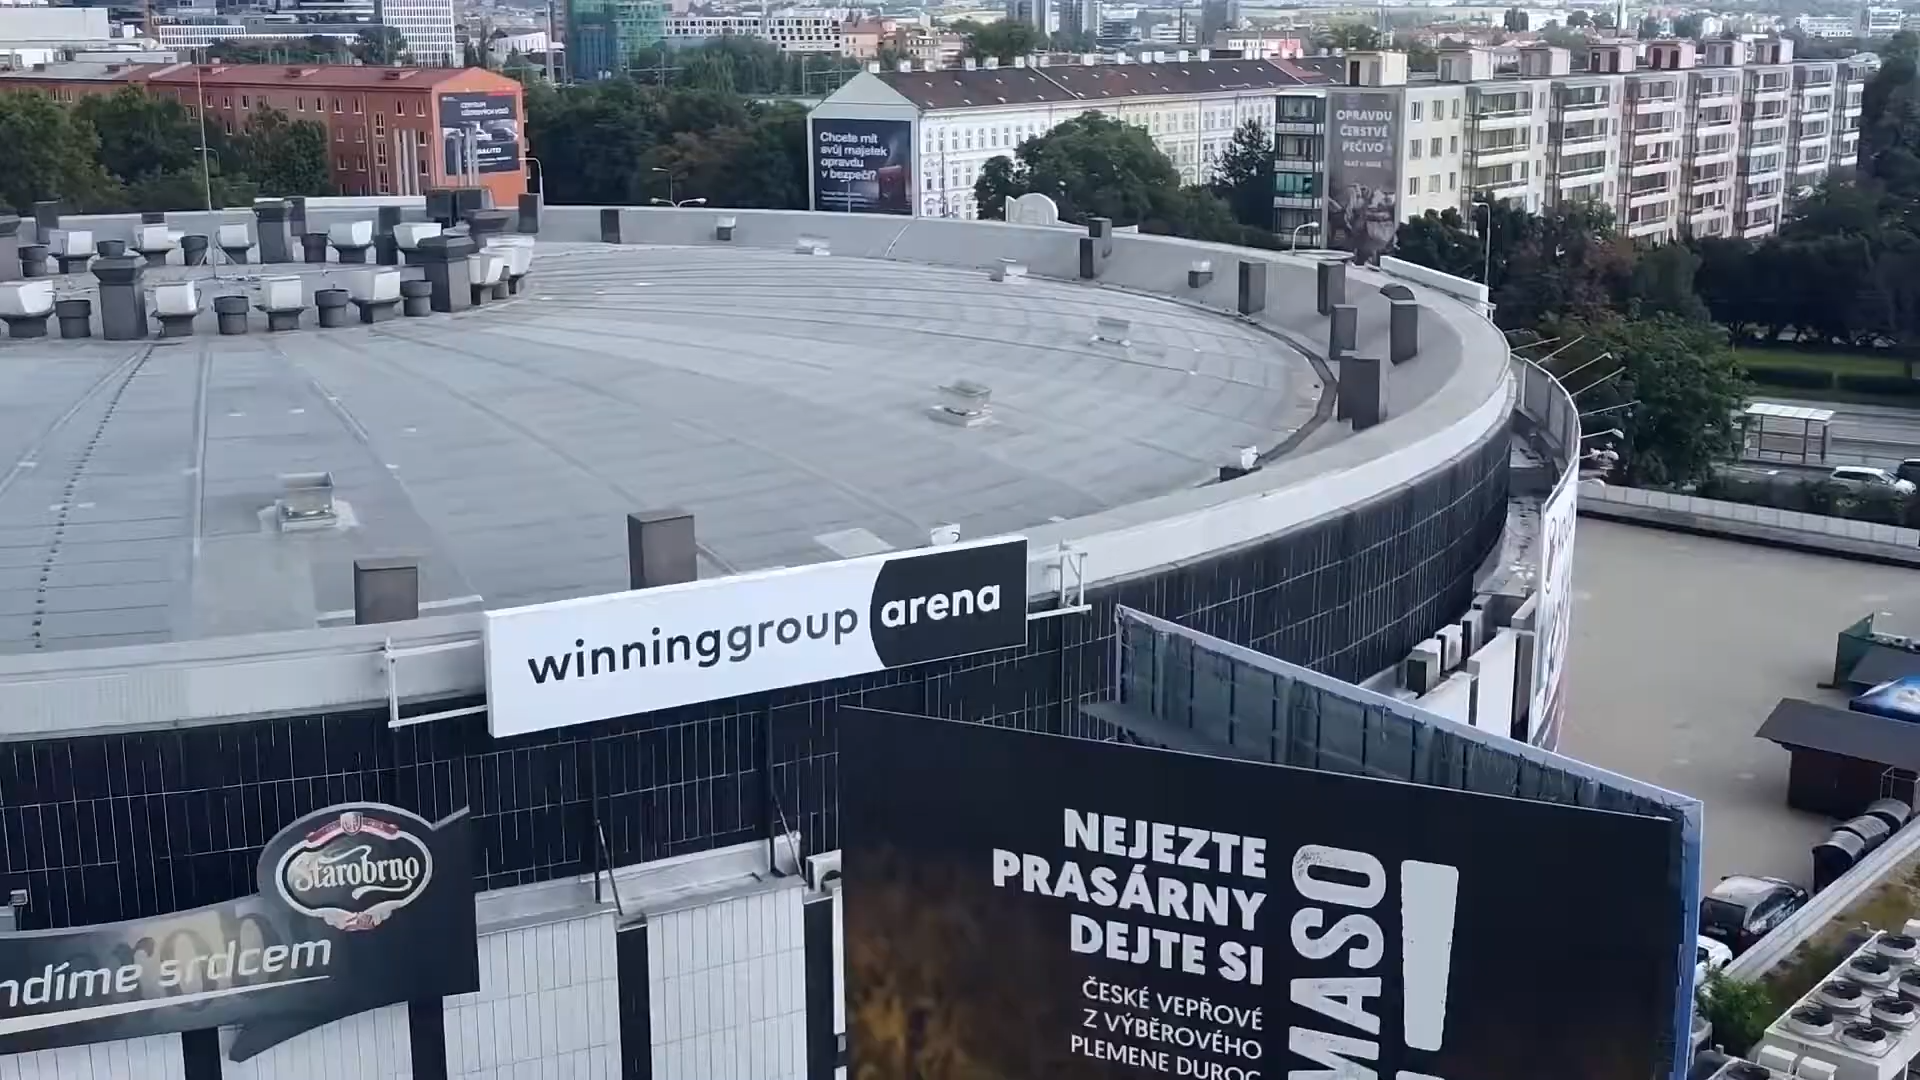 CENTRUM
Chcete mít
svůj majetek
opravdu
v bezpečí?
OPRAVDU
ČERSTVÉ
PEČIVO
winninggroup arena
Starobrno
ndíme srdcem
NEJEZTE
PRASÁRNY
DEJTE SI
ČESKÉ VEPŘOVÉ
Z VÝBĚROVÉHO
PLEMENE DUROC
MASO!